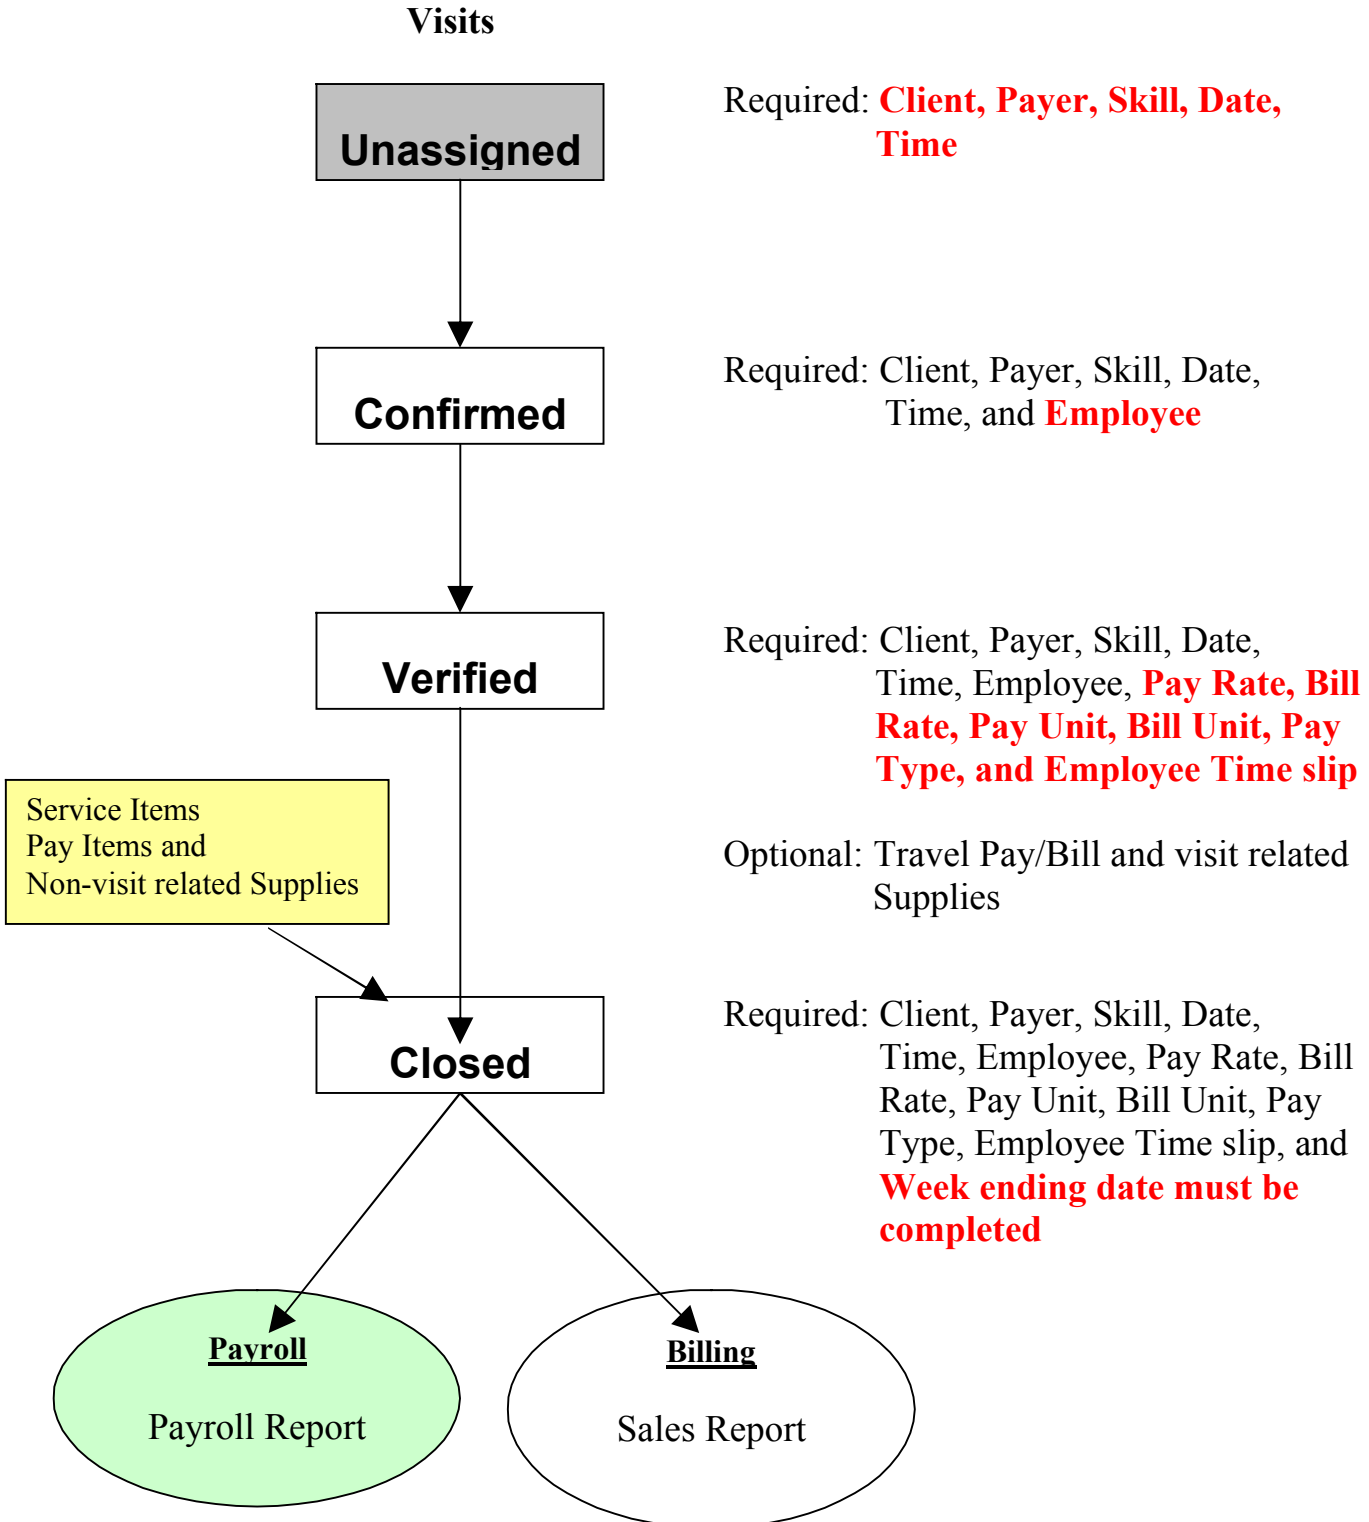 Visits
Unassigned
Required: Client, Payer, Skill, Date,
Time
Confirmed
Required: Client, Payer, Skill, Date,
Time, and Employee
Verified
Required: Client, Payer, Skill, Date,
Time, Employee, Pay Rate, Bill
Rate, Pay Unit, Bill Unit, Pay
Type, and Employee Time slip
Service Items
Pay Items and
Non-visit related Supplies
Optional: Travel Pay/Bill and visit related
Supplies
Closed
Required: Client, Payer, Skill, Date,
Time, Employee, Pay Rate, Bill
Rate, Pay Unit, Bill Unit, Pay
Type, Employee Time slip, and
Week ending date must be
completed
Payroll
Payroll Report
Billing
Sales Report